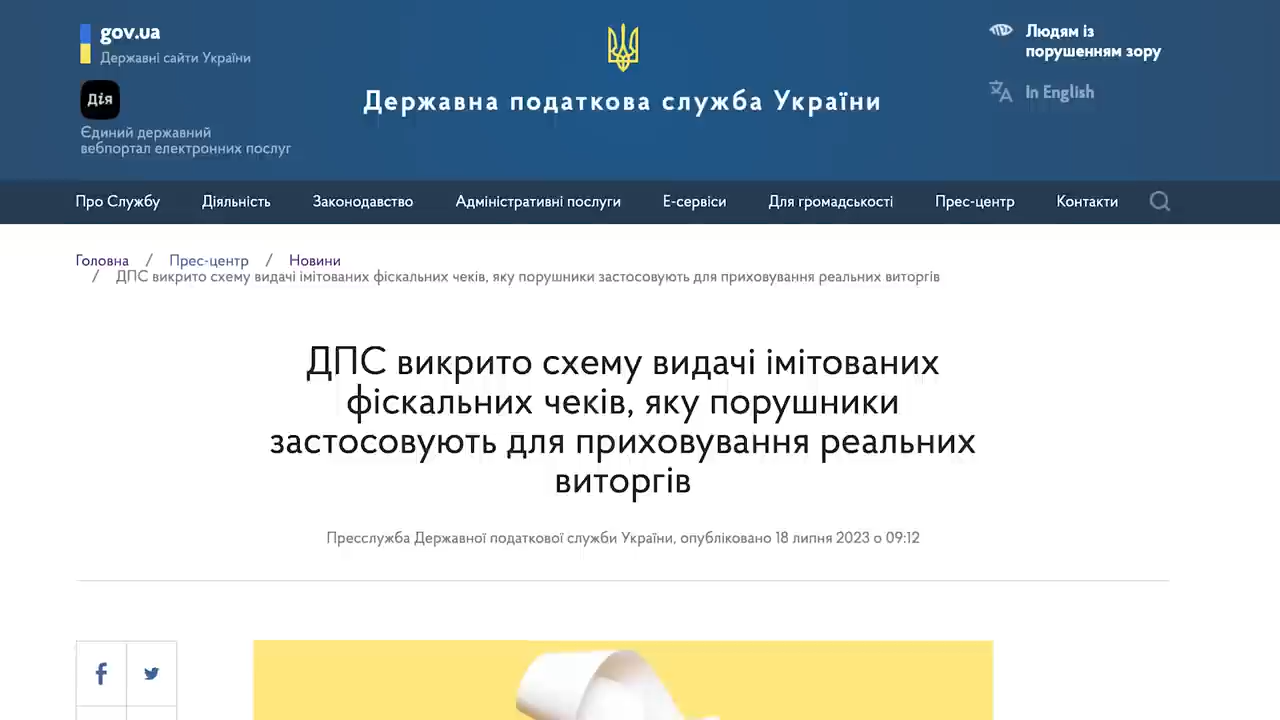 gov.ua
Державні сайти України
Дія
Єдиний державний
вебпортал електронних послуг
Державна податкова служба України
Людям із
порушенням зору
In English
Про Службу Діяльність Законодавство Адміністративні послуги Е-сервіси Для громадськості Прес-центр Контакти
Головна / Прес-центр / Новини
/ ДПС викрито схему видачі імітованих фіскальних чеків, яку порушники застосовують для приховування реальних виторгів
ДПС викрито схему видачі імітованих
фіскальних чеків, яку порушники
застосовують для приховування реальних
виторгів
Пресслужба Державної податкової служби України, опубліковано 18 липня 2023 о 09:12